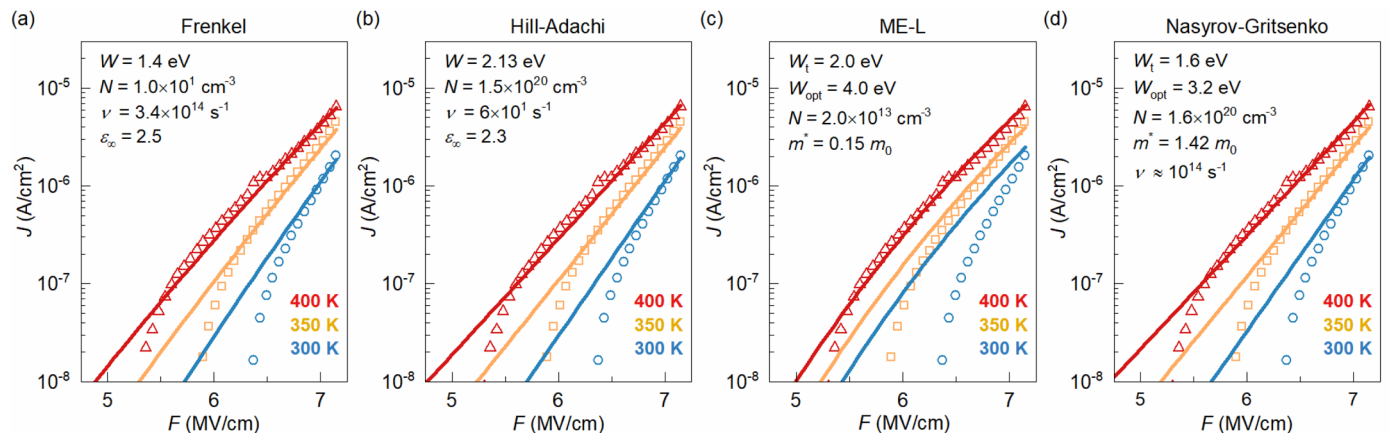 (a)
Frenkel
W = 1.4 eV
N = 1.0×10¹ cm⁻³
ν = 3.4×10¹⁴ s⁻¹
ε∞ = 2.5
400 K
350 K
300 K
10⁻⁵
10⁻⁶
10⁻⁷
10⁻⁸
J (A/cm²)
5 6 7
F (MV/cm)
(b)
Hill-Adachi
W = 2.13 eV
N = 1.5×10²⁰ cm⁻³
ν = 6×10¹ s⁻¹
ε∞ = 2.3
400 K
350 K
300 K
10⁻⁵
10⁻⁶
10⁻⁷
10⁻⁸
J (A/cm²)
5 6 7
F (MV/cm)
(c)
ME-L
Wt = 2.0 eV
Wopt = 4.0 eV
N = 2.0×10¹³ cm⁻³
m* = 0.15 m₀
400 K
350 K
300 K
10⁻⁵
10⁻⁶
10⁻⁷
10⁻⁸
J (A/cm²)
5 6 7
F (MV/cm)
(d)
Nasyrov-Gritsenko
Wt = 1.6 eV
Wopt = 3.2 eV
N = 1.6×10²⁰ cm⁻³
m* = 1.42 m₀
ν ≈ 10¹⁴ s⁻¹
400 K
350 K
300 K
10⁻⁵
10⁻⁶
10⁻⁷
10⁻⁸
J (A/cm²)
5 6 7
F (MV/cm)